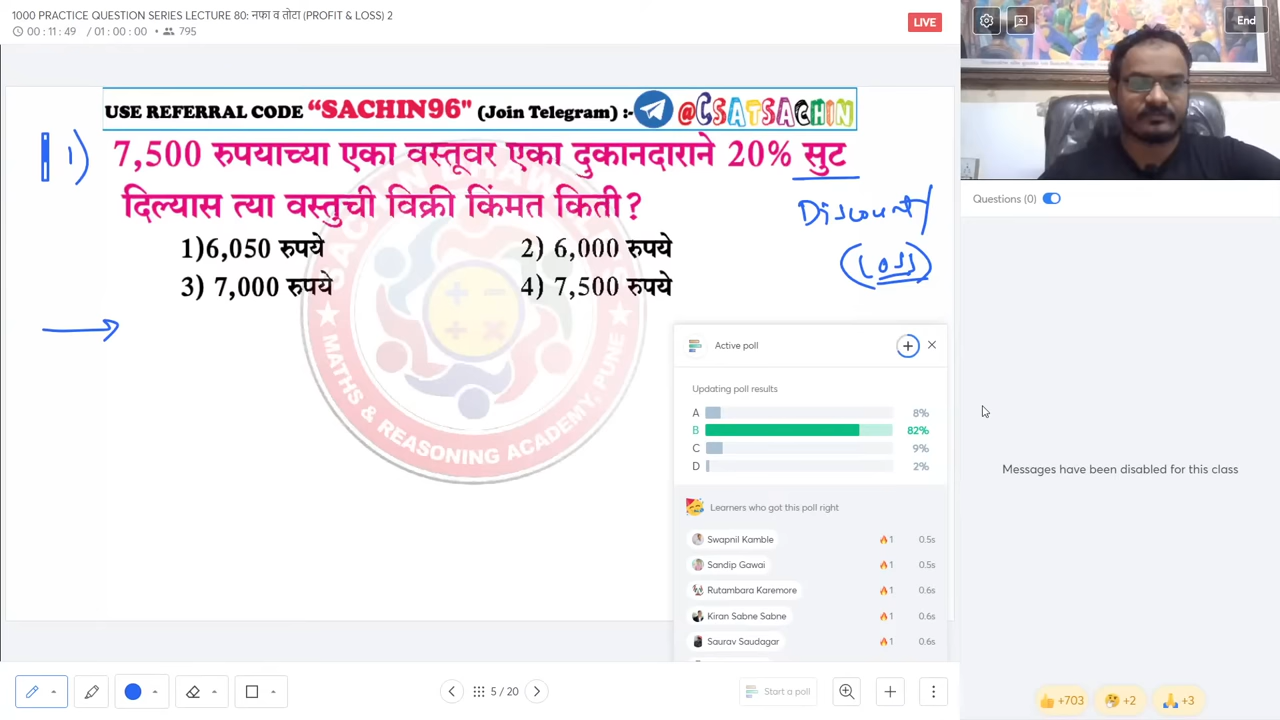 1000 PRACTICE QUESTION SERIES LECTURE 80: नफा व तोटा (PROFIT & LOSS) 2
00 : 11 : 49 / 01 : 00 : 00 • 795
LIVE
End
USE REFERRAL CODE “SACHIN96” (Join Telegram) :- @CSATSACHIN
1) 7,500 रुपयाच्या एका वस्तूवर एका दुकानदाराने 20% सुट
दिल्यास त्या वस्तुची विक्री किंमत किती?
Discount/
(Loss)
1)6,050 रुपये 2) 6,000 रुपये
3) 7,000 रुपये 4) 7,500 रुपये
MATHS & REASONING ACADEMY, PUNE
Active poll
Updating poll results
A 8%
B 82%
C 9%
D 2%
Learners who got this poll right
Swapnil Kamble 1 0.5s
Sandip Gawai 1 0.5s
Rutambara Karemore 1 0.6s
Kiran Sabne Sabne 1 0.6s
Saurav Saudagar 1 0.6s
Questions (0)
Messages have been disabled for this class
5 / 20
Start a poll
+703 +2 +3